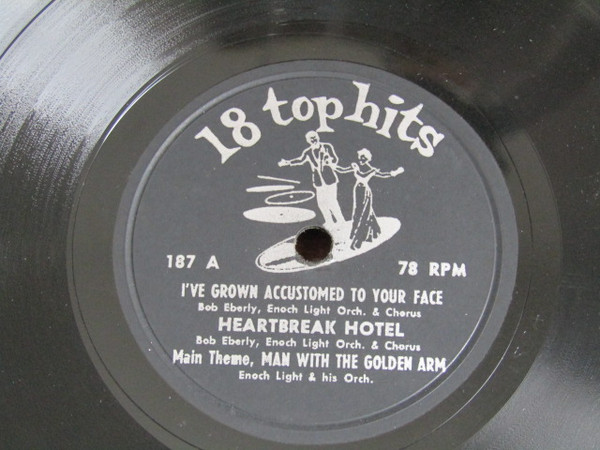 18 top hits
187 A 78 RPM
I'VE GROWN ACCUSTOMED TO YOUR FACE
Bob Eberly, Enoch Light Orch. & Chorus
HEARTBREAK HOTEL
Bob Eberly, Enoch Light Orch. & Chorus
Main Theme, MAN WITH THE GOLDEN ARM
Enoch Light & his Orch.